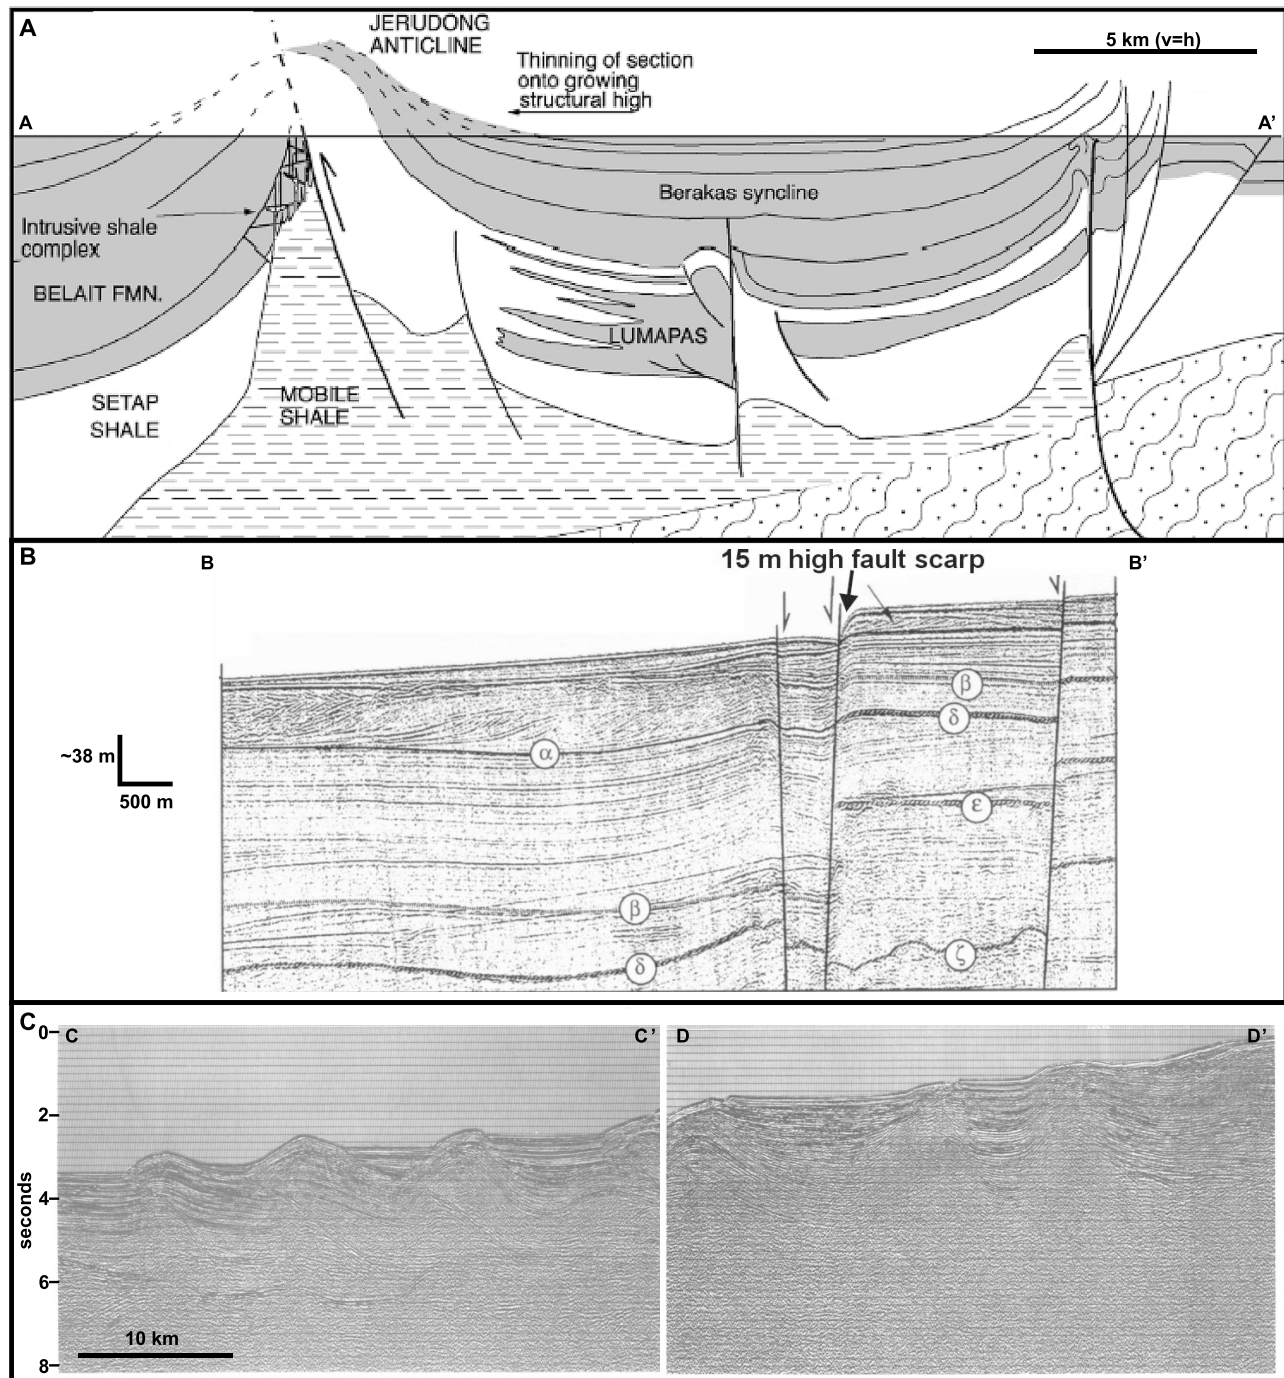 A
JERUDONG
ANTICLINE
5 km (v=h)
Thinning of section
onto growing
structural high
A
A'
Berakas syncline
Intrusive shale
complex
BELAIT FMN.
LUMAPAS
SETAP
SHALE
MOBILE
SHALE
B
B
15 m high fault scarp
B'
β
δ
~38 m
α
500 m
ε
β
ζ
δ
C
0
C
C'
D
D'
2
4
seconds
6
10 km
8